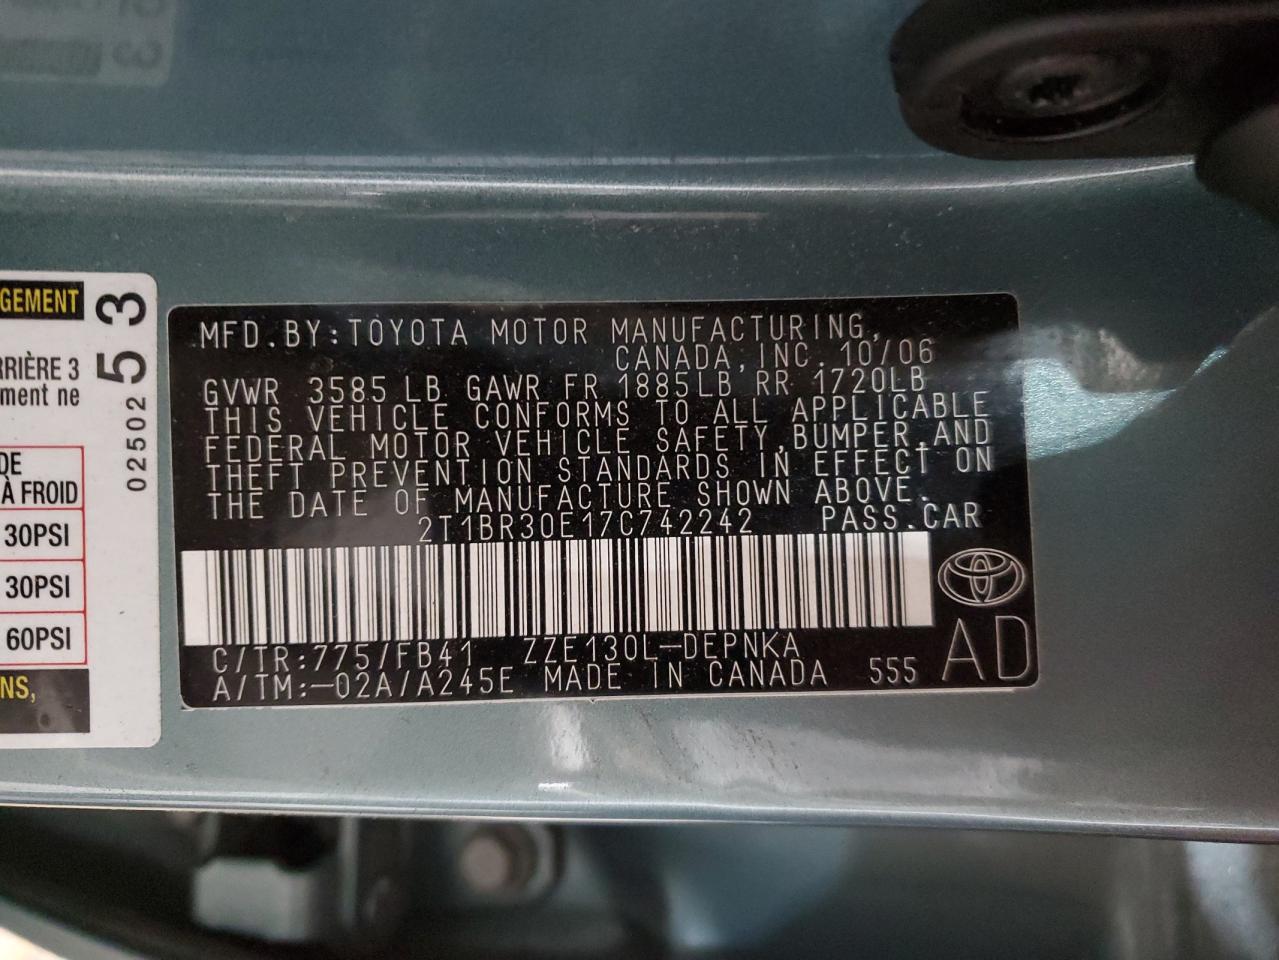 GEMENT
RRIÈRE 3
ment ne
DE
À FROID
30PSI
30PSI
60PSI
NS,
02502 53
MFD.BY:TOYOTA MOTOR MANUFACTURING,
CANADA,INC. 10/06
GVWR 3585 LB GAWR FR 1885LB RR 1720LB
THIS VEHICLE CONFORMS TO ALL APPLICABLE
FEDERAL MOTOR VEHICLE SAFETY,BUMPER,AND
THEFT PREVENTION STANDARDS IN EFFECT ON
THE DATE OF MANUFACTURE SHOWN ABOVE.
2T1BR30E17C742242 PASS.CAR
C/TR:775/FB41 ZZE130L-DEPNKA
A/TM:-02A/A245E MADE IN CANADA 555 AD